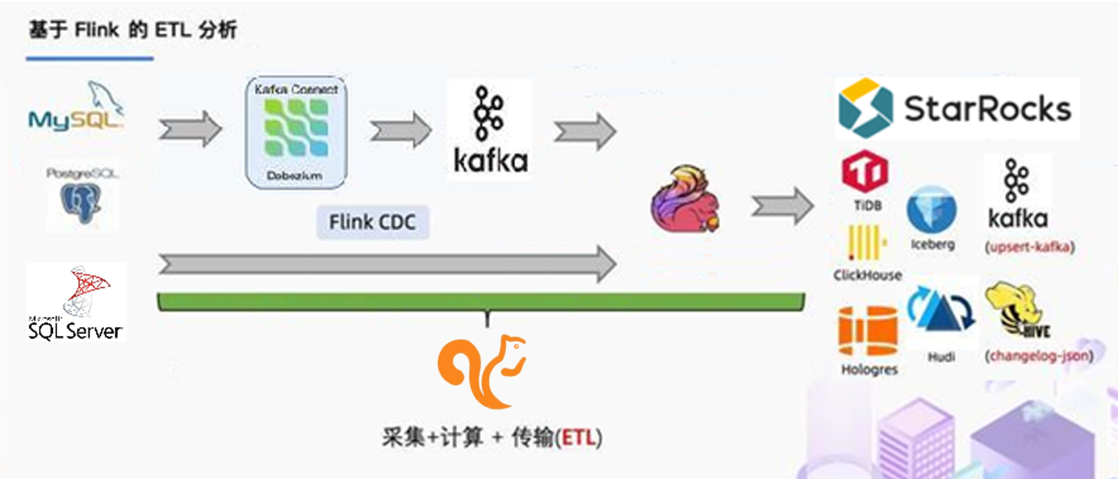 基于 Flink 的 ETL 分析
MySQL
Kafka Connect
Debezium
kafka
PostgreSQL
Flink CDC
Microsoft
SQL Server
StarRocks
TiDB
Iceberg
kafka
(upsert-kafka)
ClickHouse
Hologres
Hudi
HIVE
(changelog-json)
采集+计算 + 传输(ETL)